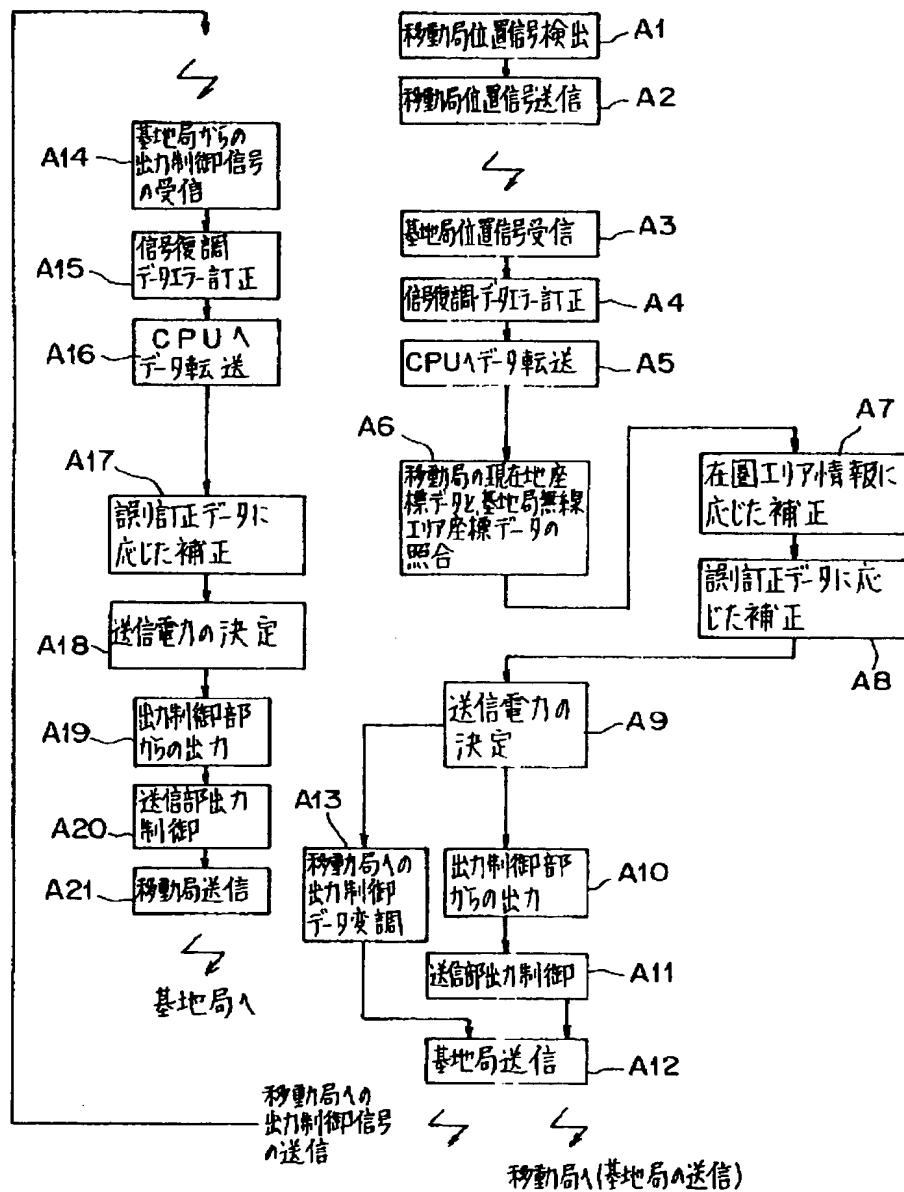 移動局位置信号検出
A1
移動局位置信号送信
A2
基地局位置信号受信
A3
信号復調・データエラー訂正
A4
CPUへデータ転送
A5
A6
移動局の現在地座
標データと、基地局無線
エリア座標データの
照合
A7
在圏エリア情報に
応じた補正
誤り訂正データに応
じた補正
A8
送信電力の
決定
A9
出力制御部
からの出力
A10
送信部出力制御
A11
A13
移動局への
出力制御
データ変調
基地局送信
A12
移動局へ(基地局の送信)
移動局への
出力制御信号
の送信
A14
基地局からの
出力制御信号
の受信
A15
信号復調
データエラー訂正
A16
CPUへ
データ転送
A17
誤り訂正データに
応じた補正
A18
送信電力の決定
A19
出力制御部
からの出力
A20
送信部出力
制御
A21
移動局送信
基地局へ